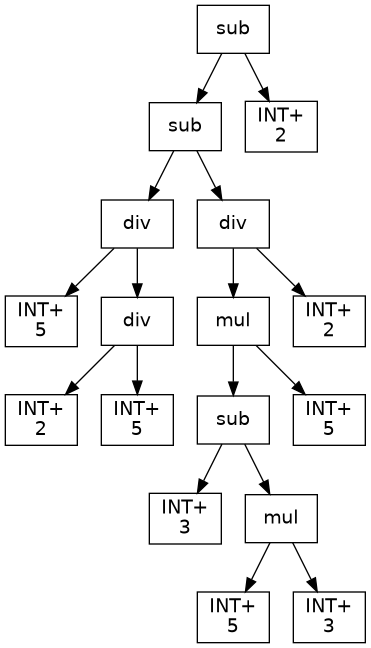 sub
sub
INT+
2
div
div
INT+
5
div
mul
INT+
2
INT+
2
INT+
5
sub
INT+
5
INT+
3
mul
INT+
5
INT+
3